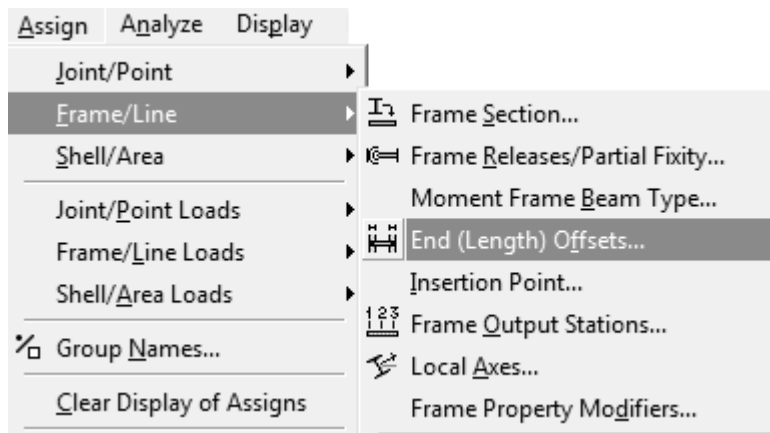 Assign Analyze Display
Joint/Point
Frame/Line
Shell/Area
Joint/Point Loads
Frame/Line Loads
Shell/Area Loads
Group Names...
Clear Display of Assigns
Frame Section...
Frame Releases/Partial Fixity...
Moment Frame Beam Type...
End (Length) Offsets...
Insertion Point...
123 Frame Output Stations...
Local Axes...
Frame Property Modifiers...